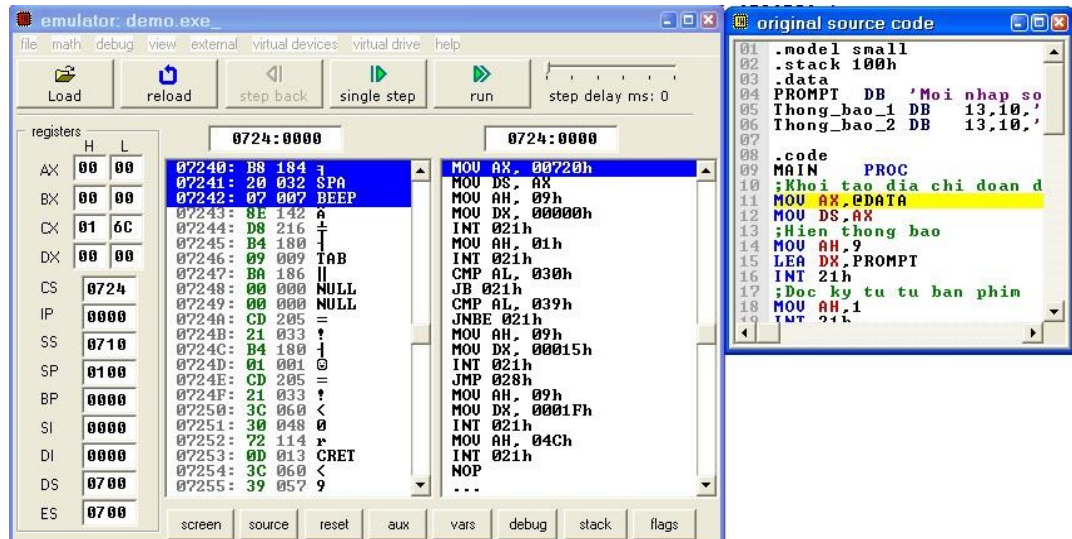 emulator: demo.exe_
file math debug view external virtual devices virtual drive help
Load reload step back single step run step delay ms: 0
registers
H L
0724:0000 0724:0000
AX 00 00
BX 00 00
CX 01 6C
DX 00 00
CS 0724
IP 0000
SS 0710
SP 0100
BP 0000
SI 0000
DI 0000
DS 0700
ES 0700
07240: B8 184 ╕
07241: 20 032 SPA
07242: 07 007 BEEP
07243: 8E 142 Ä
07244: D8 216 ╪
07245: B4 180 ┤
07246: 09 009 TAB
07247: BA 186 ║
07248: 00 000 NULL
07249: 00 000 NULL
0724A: CD 205 =
0724B: 21 033 !
0724C: B4 180 ┤
0724D: 01 001 ☺
0724E: CD 205 =
0724F: 21 033 !
07250: 3C 060 <
07251: 30 048 0
07252: 72 114 r
07253: 0D 013 CRET
07254: 3C 060 <
07255: 39 057 9
MOV AX, 00720h
MOV DS, AX
MOV AH, 09h
MOV DX, 00000h
INT 021h
MOV AH, 01h
INT 021h
CMP AL, 030h
JB 021h
CMP AL, 039h
JNBE 021h
MOV AH, 09h
MOV DX, 00015h
INT 021h
JMP 028h
MOV AH, 09h
MOV DX, 0001Fh
INT 021h
MOV AH, 04Ch
INT 021h
NOP
...
screen source reset aux vars debug stack flags
original source code
01 .model small
02 .stack 100h
03 .data
04 PROMPT DB 'Moi nhap so
05 Thong_bao_1 DB 13,10,'
06 Thong_bao_2 DB 13,10,'
07
08 .code
09 MAIN PROC
10 ;Khoi tao dia chi doan d
11 MOV AX,@DATA
12 MOV DS,AX
13 ;Hien thong bao
14 MOV AH,9
15 LEA DX,PROMPT
16 INT 21h
17 ;Doc ky tu tu ban phim
18 MOV AH,1
19 INT 21h